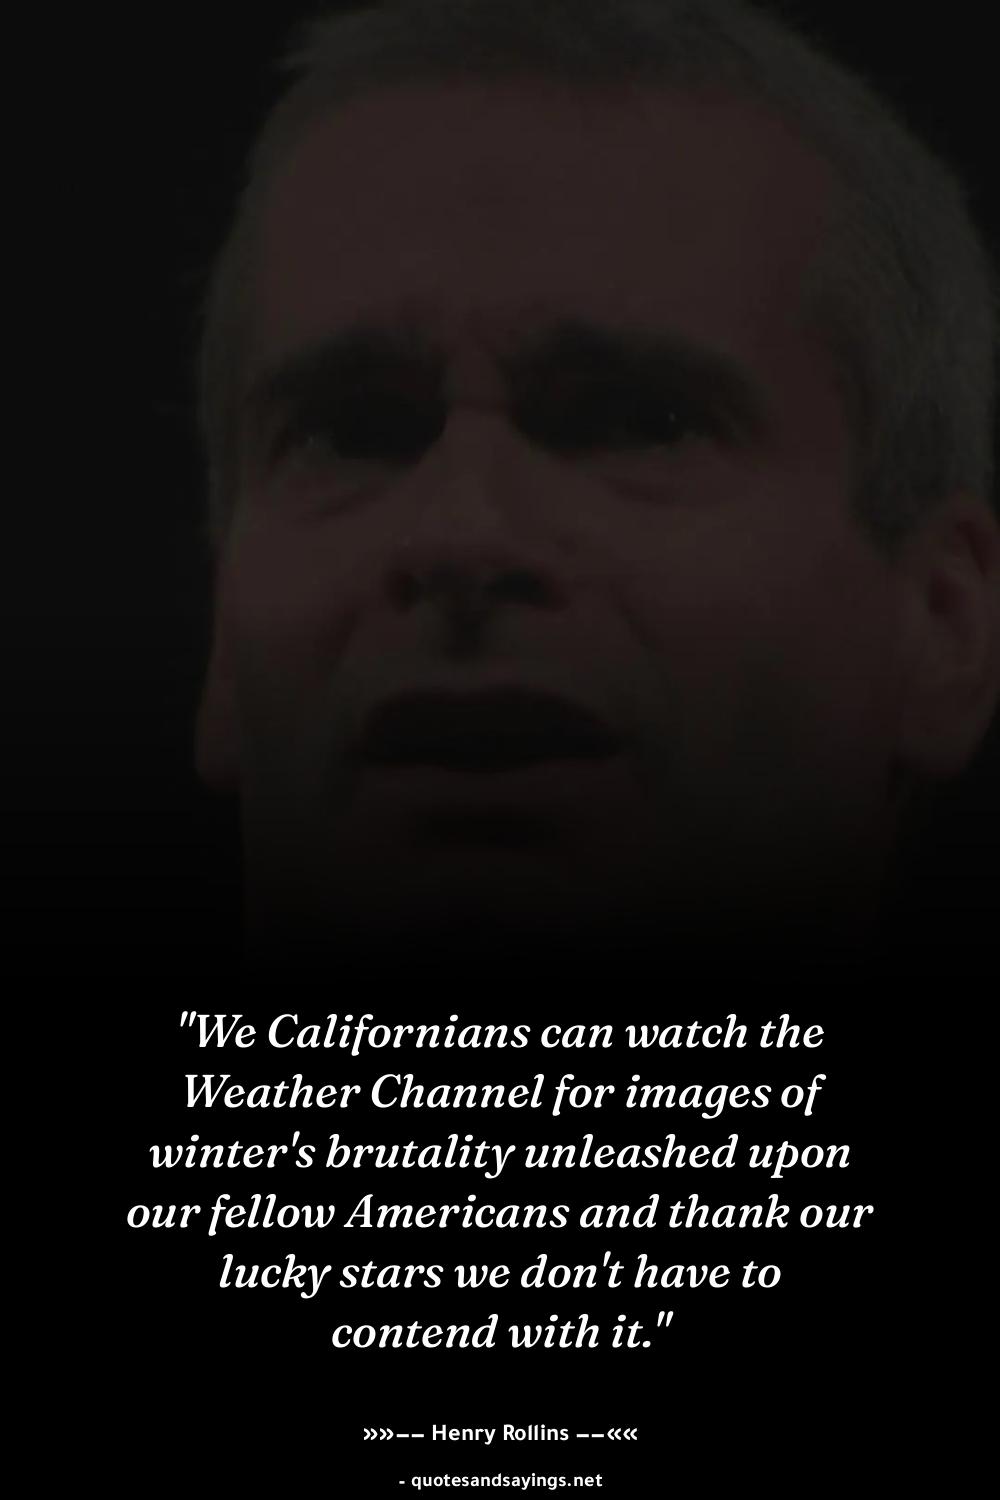 "We Californians can watch the
Weather Channel for images of
winter's brutality unleashed upon
our fellow Americans and thank our
lucky stars we don't have to
contend with it."
»»−− Henry Rollins −−««
- quotesandsayings.net